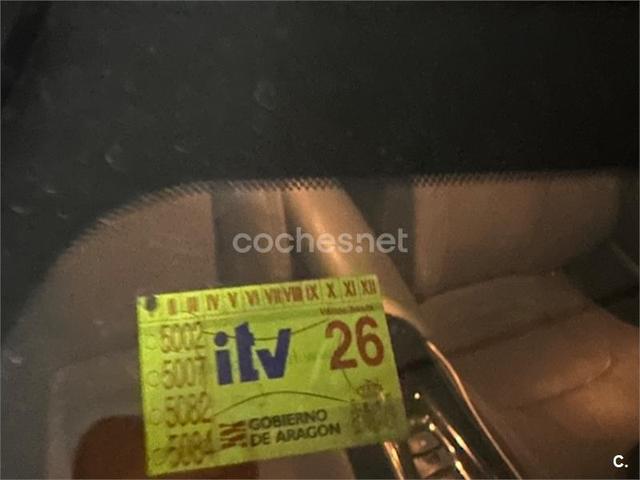 coches.net
II III IV V VI VII VIII IX X XI XII
5002
5007
5082
5084
itv
26
GOBIERNO
DE ARAGON
C.